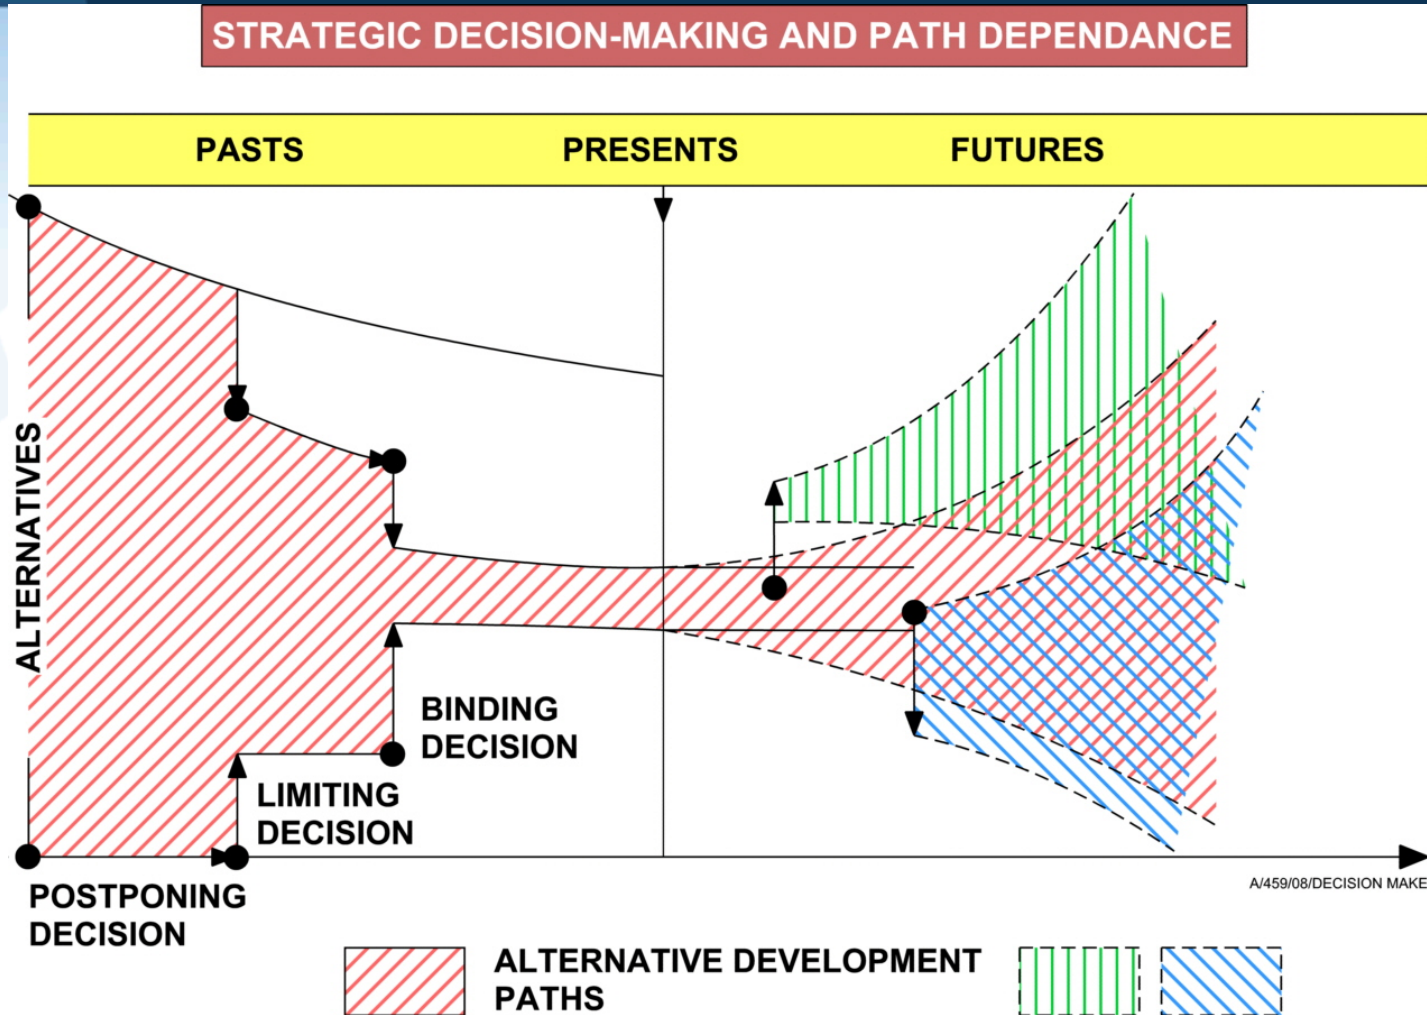 STRATEGIC DECISION-MAKING AND PATH DEPENDANCE
PASTS PRESENTS FUTURES
ALTERNATIVES
BINDING
DECISION
LIMITING
DECISION
A/459/08/DECISION MAKE
POSTPONING
DECISION
ALTERNATIVE DEVELOPMENT
PATHS